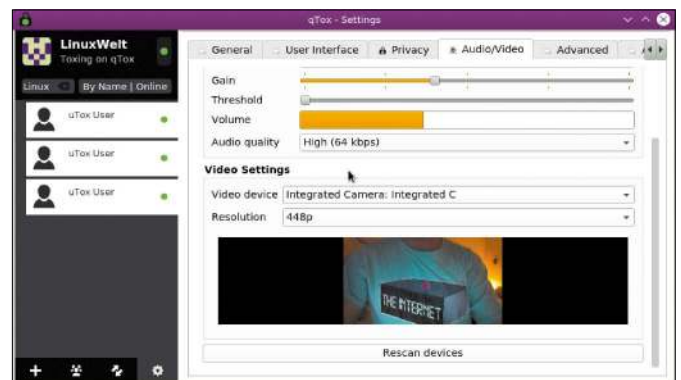 qTox - Settings
LinuxWelt
Toxing on qTox
Linux
By Name | Online
uTox User
uTox User
uTox User
General
User Interface
Privacy
Audio/Video
Advanced
Gain
Threshold
Volume
Audio quality
High (64 kbps)
Video Settings
Video device
Integrated Camera: Integrated C
Resolution
448p
THE INTERNET
Rescan devices